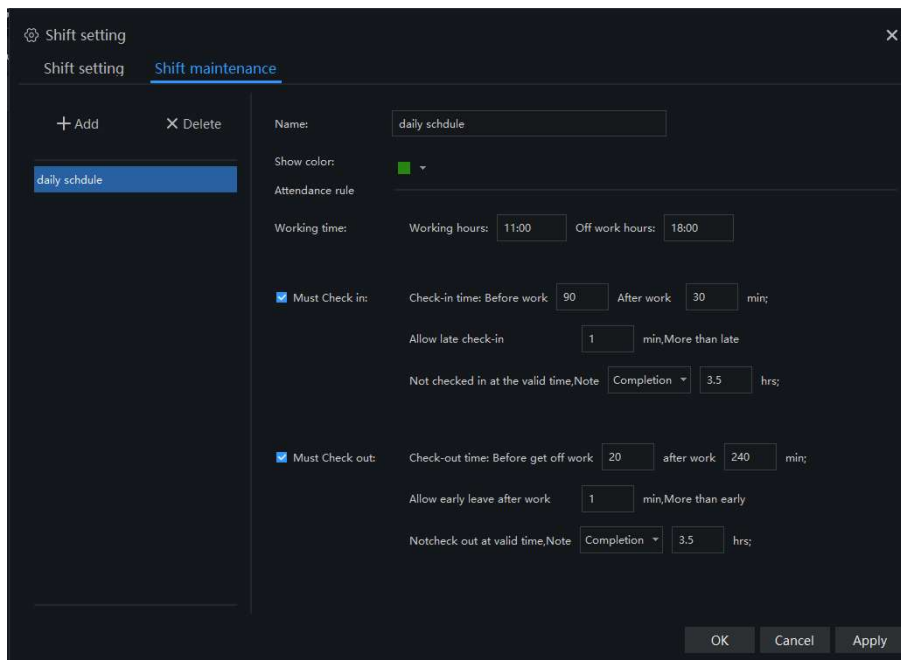 Shift setting
Shift setting Shift maintenance
Add Delete
daily schdule
Name: daily schdule
Show color:
Attendance rule
Working time: Working hours: 11:00 Off work hours: 18:00
Must Check in: Check-in time: Before work 90 After work 30 min;
Allow late check-in 1 min,More than late
Not checked in at the valid time,Note Completion 3.5 hrs;
Must Check out: Check-out time: Before get off work 20 after work 240 min;
Allow early leave after work 1 min,More than early
Notcheck out at valid time,Note Completion 3.5 hrs;
OK Cancel Apply